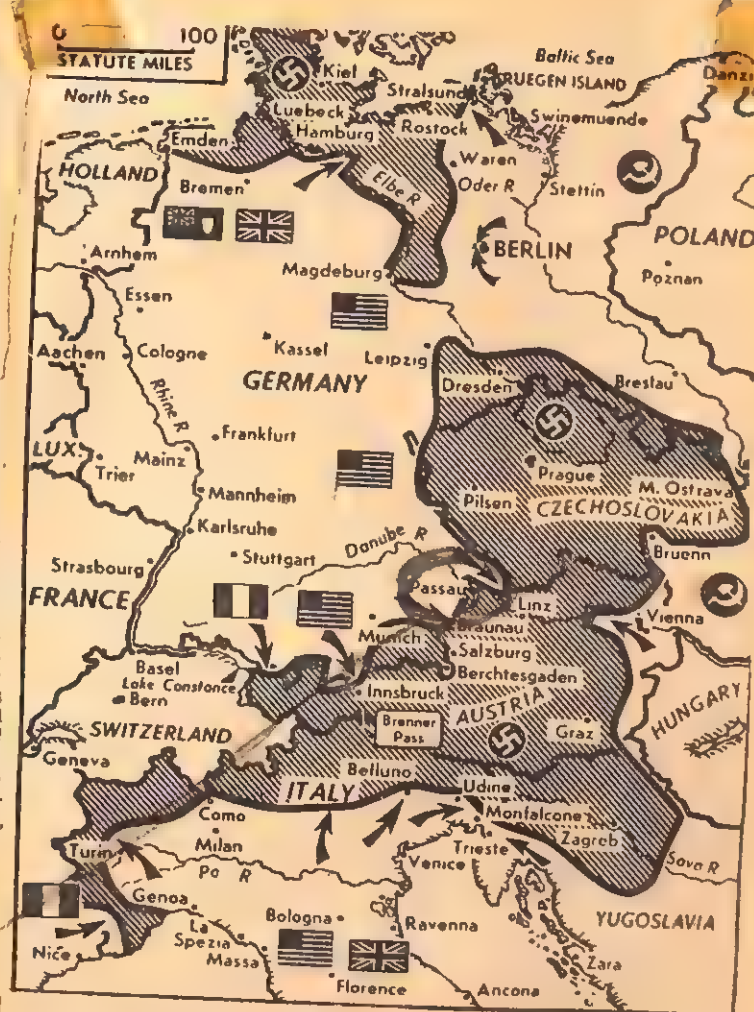 0 100
STATUTE MILES
North Sea
Baltic Sea
RUEGEN ISLAND
Kiel
Stralsund
Luebeck
Hamburg
Rostock
Swinemuende
Emden
HOLLAND
Bremen
Elbe R
Waren
Oder R
Stettin
POLAND
Arnhem
BERLIN
Magdeburg
Poznan
Essen
Aachen
Cologne
Kassel
Leipzig
GERMANY
Dresden
Breslau
Rhine R
Frankfurt
LUX.
Mainz
Trier
Prague
Mannheim
Pilsen
M. Ostrava
CZECHOSLOVAKIA
Karlsruhe
Danube R
Bruenn
Strasbourg
Stuttgart
FRANCE
Passau
Linz
Vienna
Munich
Braunau
Salzburg
Basel
Lake Constance
Berchtesgaden
Bern
Innsbruck
AUSTRIA
HUNGARY
SWITZERLAND
Brenner
Pass
Graz
Geneva
Belluno
ITALY
Udine
Como
Monfalcone
Milan
Zagreb
Turin
Trieste
Venice
Po R
Sava R
Genoa
Bologna
Ravenna
YUGOSLAVIA
La
Spezia
Massa
Nice
Zara
Florence
Ancona